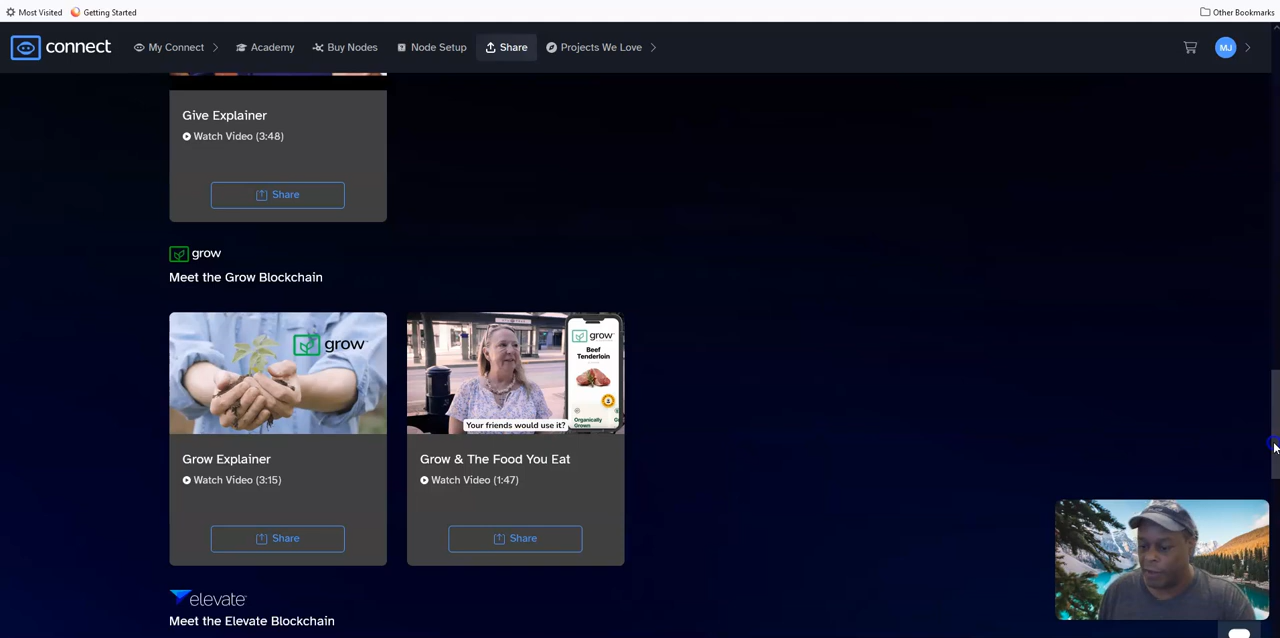 Most Visited
Getting Started
Other Bookmarks
connect
My Connect
Academy
Buy Nodes
Node Setup
Share
Projects We Love
MJ
Give Explainer
Watch Video (3:48)
Share
grow
Meet the Grow Blockchain
grow
grow
Beef
Tenderloin
Organically
Grown
Your friends would use it?
Grow Explainer
Watch Video (3:15)
Share
Grow & The Food You Eat
Watch Video (1:47)
Share
elevate
Meet the Elevate Blockchain